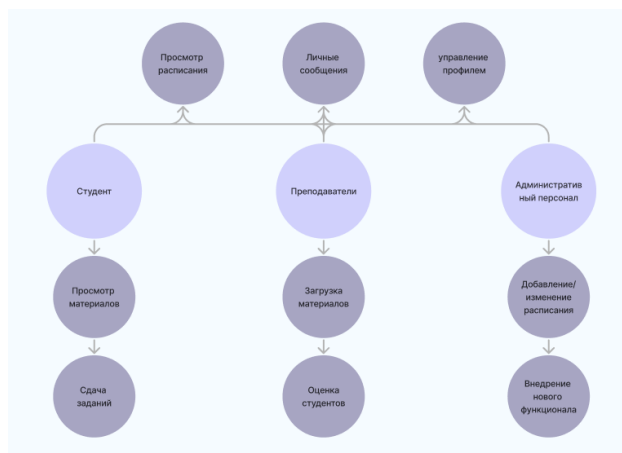 Просмотр
расписания
Личные
сообщения
управление
профилем
Студент
Преподаватели
Административ
ный персонал
Просмотр
материалов
Загрузка
материалов
Добавление/
изменение
расписания
Сдача
заданий
Оценка
студентов
Внедрение
нового
функционала